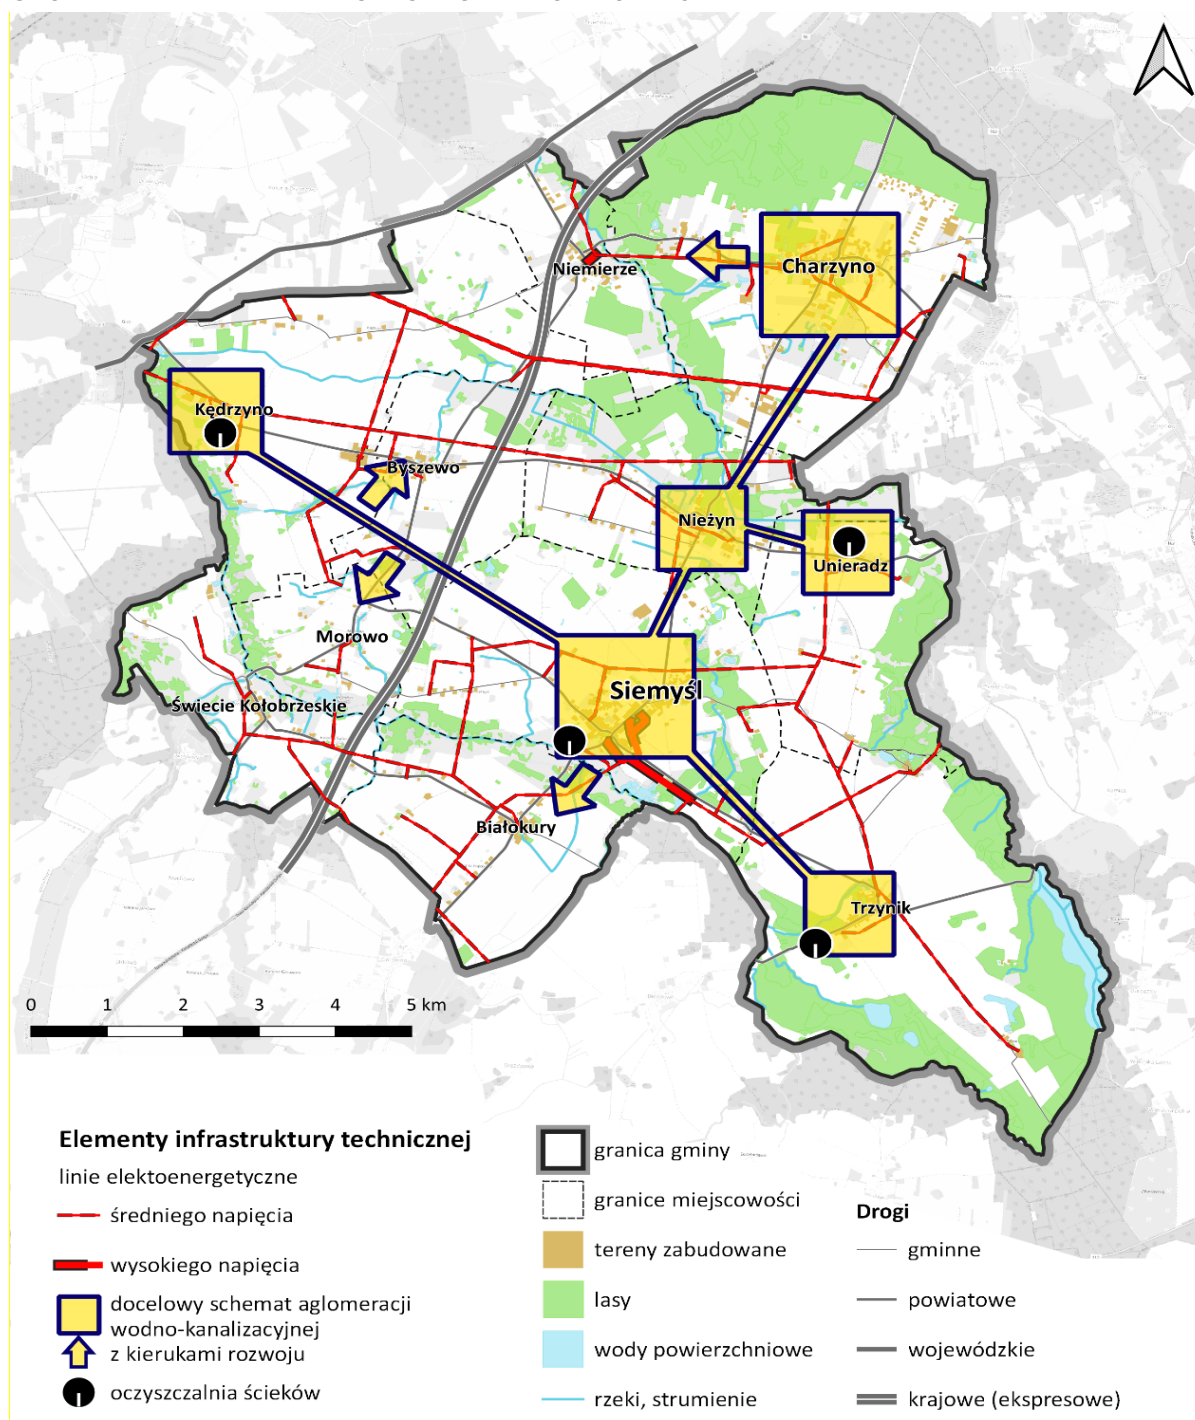 Niemierze
Charzyno
Kędrzyno
Byszewo
Nieżyn
Unieradz
Morowo
Siemyśl
Świecie Kołobrzeskie
Białokury
Trzynik
0 1 2 3 4 5 km
Elementy infrastruktury technicznej
linie elektoenergetyczne
średniego napięcia
wysokiego napięcia
docelowy schemat aglomeracji
wodno-kanalizacyjnej
z kierukami rozwoju
oczyszczalnia ścieków
granica gminy
granice miejscowości
tereny zabudowane
lasy
wody powierzchniowe
rzeki, strumienie
Drogi
gminne
powiatowe
wojewódzkie
krajowe (ekspresowe)